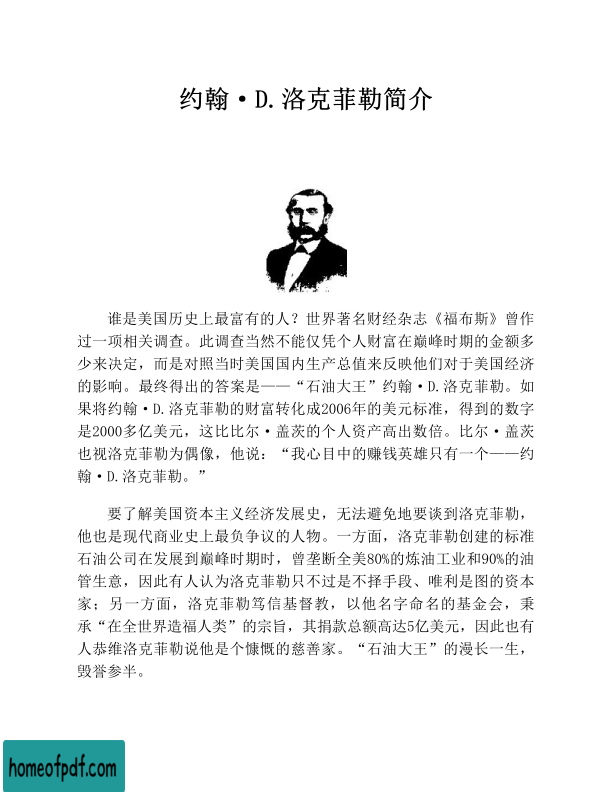 约翰·D.洛克菲勒简介
谁是美国历史上最富有的人？世界著名财经杂志《福布斯》曾作
过一项相关调查。此调查当然不能仅凭个人财富在巅峰时期的金额多
少来决定，而是对照当时美国国内生产总值来反映他们对于美国经济
的影响。最终得出的答案是——“石油大王”约翰·D.洛克菲勒。如
果将约翰·D.洛克菲勒的财富转化成2006年的美元标准，得到的数字
是2000多亿美元，这比比尔·盖茨的个人资产高出数倍。比尔·盖茨
也视洛克菲勒为偶像，他说：“我心目中的赚钱英雄只有一个——约
翰·D.洛克菲勒。”
要了解美国资本主义经济发展史，无法避免地要谈到洛克菲勒，
他也是现代商业史上最负争议的人物。一方面，洛克菲勒创建的标准
石油公司在发展到巅峰时期时，曾垄断全美80%的炼油工业和90%的油
管生意，因此有人认为洛克菲勒只不过是不择手段、唯利是图的资本
家；另一方面，洛克菲勒笃信基督教，以他名字命名的基金会，秉
承“在全世界造福人类”的宗旨，其捐款总额高达5亿美元，因此也有
人恭维洛克菲勒说他是个慷慨的慈善家。“石油大王”的漫长一生，
毁誉参半。
homeofpdf.com